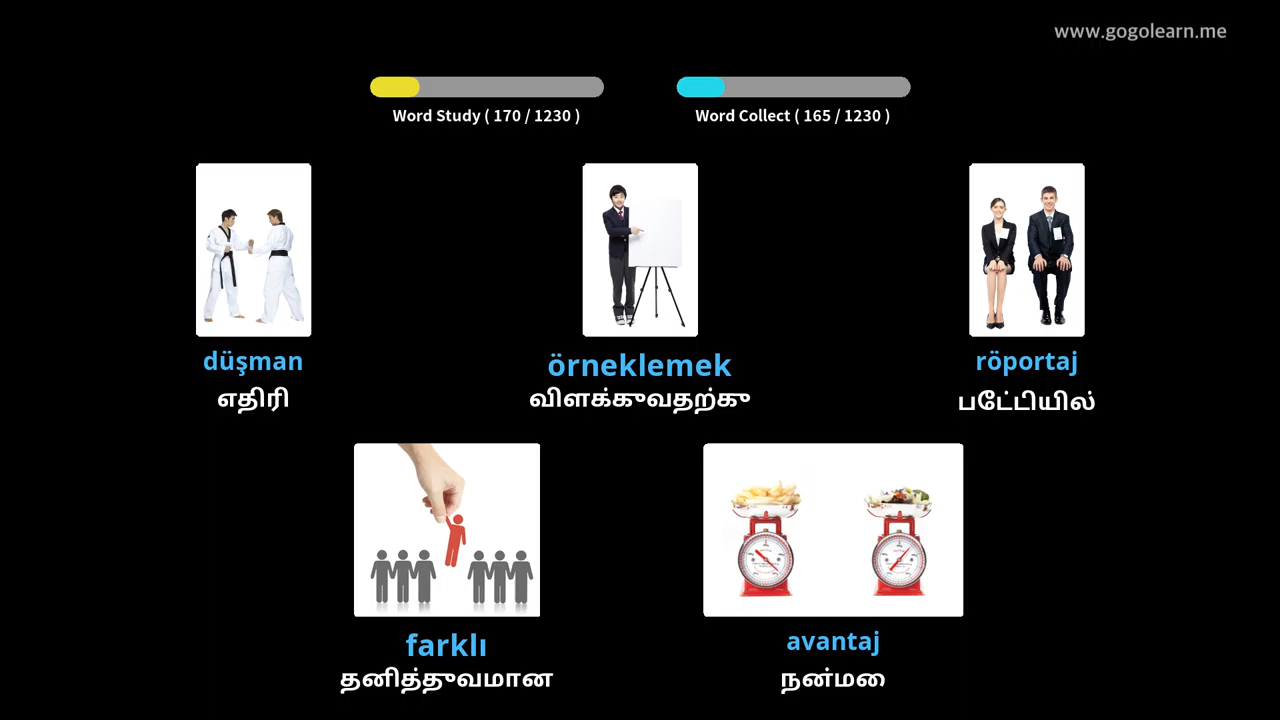 www.gogolearn.me
Word Study ( 170 / 1230 )
Word Collect ( 165 / 1230 )
düşman
எதிரி
örneklemek
விளக்குவதற்கு
röportaj
பேட்டியில்
farklı
தனித்துவமான
avantaj
நன்மை